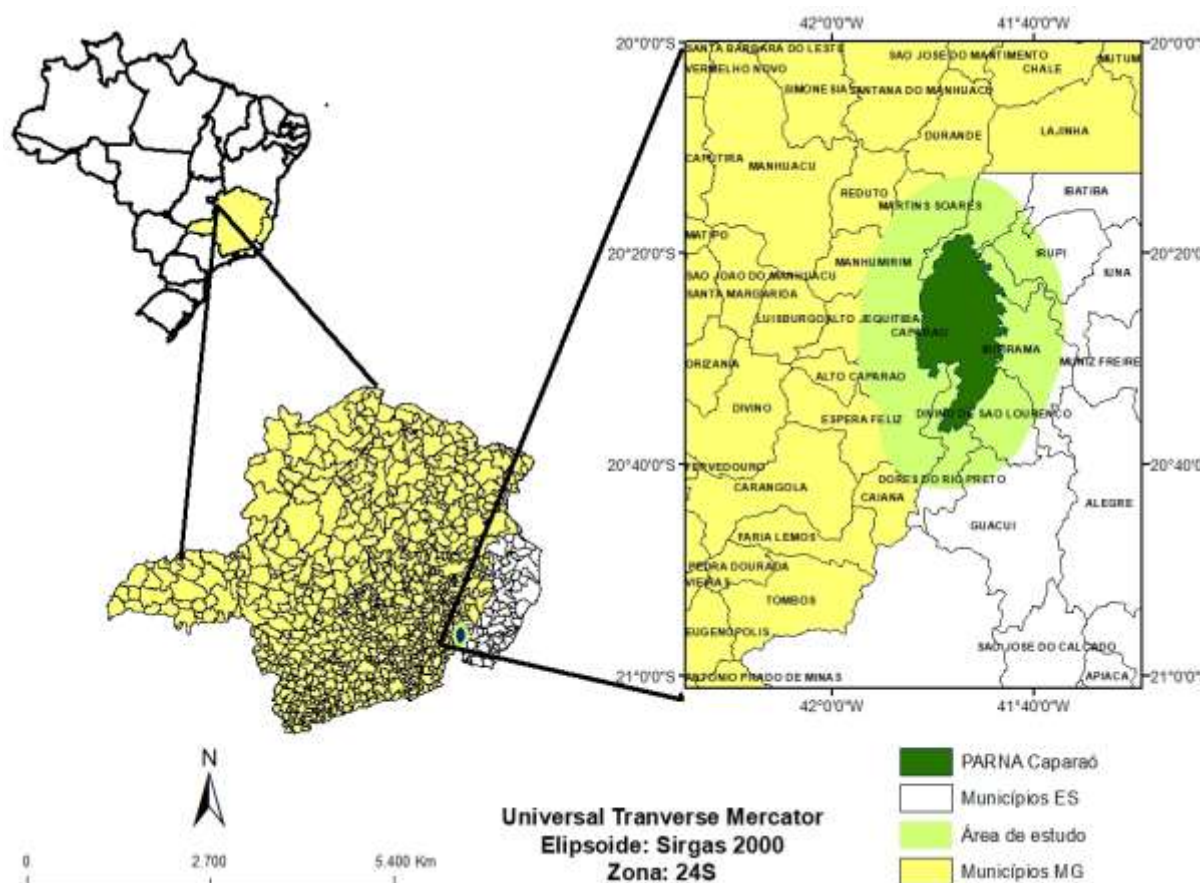 42°0'0"W
41°40'0"W
20°0'0"S
20°0'0"S
SANTA BARBARA DO LESTE
SAO JOSE DO MANTIMENTO
MUTUM
VERMELHO NOVO
CHALE
SIMONESIA
SANTANA DO MANHUACU
DURANDE
LAJINHA
CAPUTIRA
MANHUACU
REDUTO
IBATIBA
MARTINS SOARES
MATIPO
20°20'0"S
20°20'0"S
IRUPI
MANHUMIRIM
SAO JOAO DO MANHUACU
IUNA
SANTA MARGARIDA
LUISBURGO
ALTO JEQUITIBA
CAPARAO
ORIZANIA
IBITIRAMA
MUNIZ FREIRE
ALTO CAPARAO
DIVINO
ESPERA FELIZ
DIVINO DE SAO LOURENCO
20°40'0"S
20°40'0"S
FERVEDOURO
DORES DO RIO PRETO
CARANGOLA
CAIANA
ALEGRE
GUACUI
FARIA LEMOS
PEDRA DOURADA
VIEIRAS
TOMBOS
EUGENOPOLIS
SAO JOSE DO CALCADO
21°0'0"S
21°0'0"S
ANTONIO PRADO DE MINAS
APIACA
42°0'0"W
41°40'0"W
N
0
2.700
5.400 Km
Universal Tranverse Mercator
Elipsoide: Sirgas 2000
Zona: 24S
PARNA Caparaó
Municípios ES
Área de estudo
Municípios MG